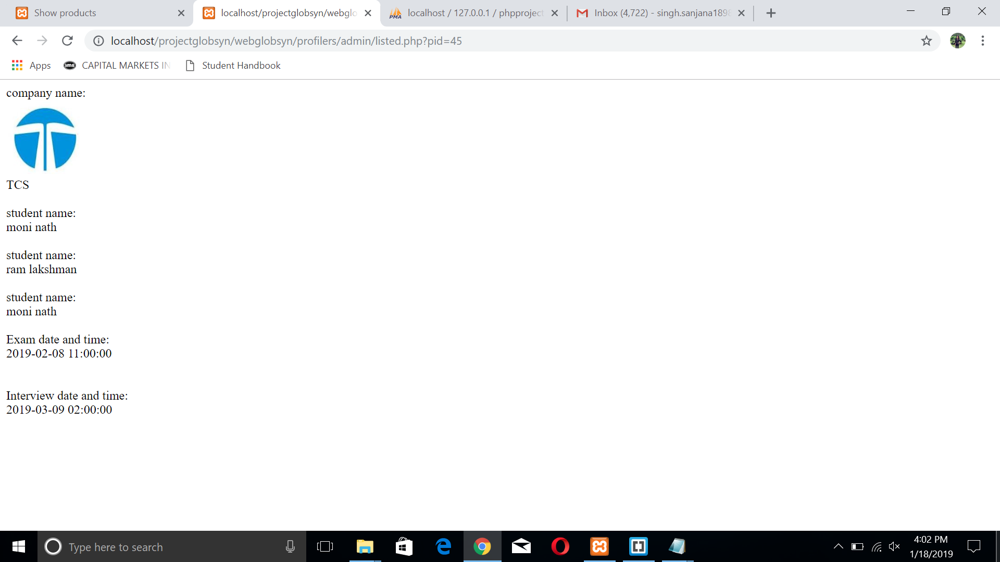 Show products
localhost/projectglobsyn/webglo
localhost / 127.0.0.1 / phpproject
Inbox (4,722) - singh.sanjana1898
localhost/projectglobsyn/webglobsyn/profilers/admin/listed.php?pid=45
Apps
ims
CAPITAL MARKETS IN
Student Handbook
company name:
TCS
student name:
moni nath
student name:
ram lakshman
student name:
moni nath
Exam date and time:
2019-02-08 11:00:00
Interview date and time:
2019-03-09 02:00:00
Type here to search
4:02 PM
1/18/2019
PMA